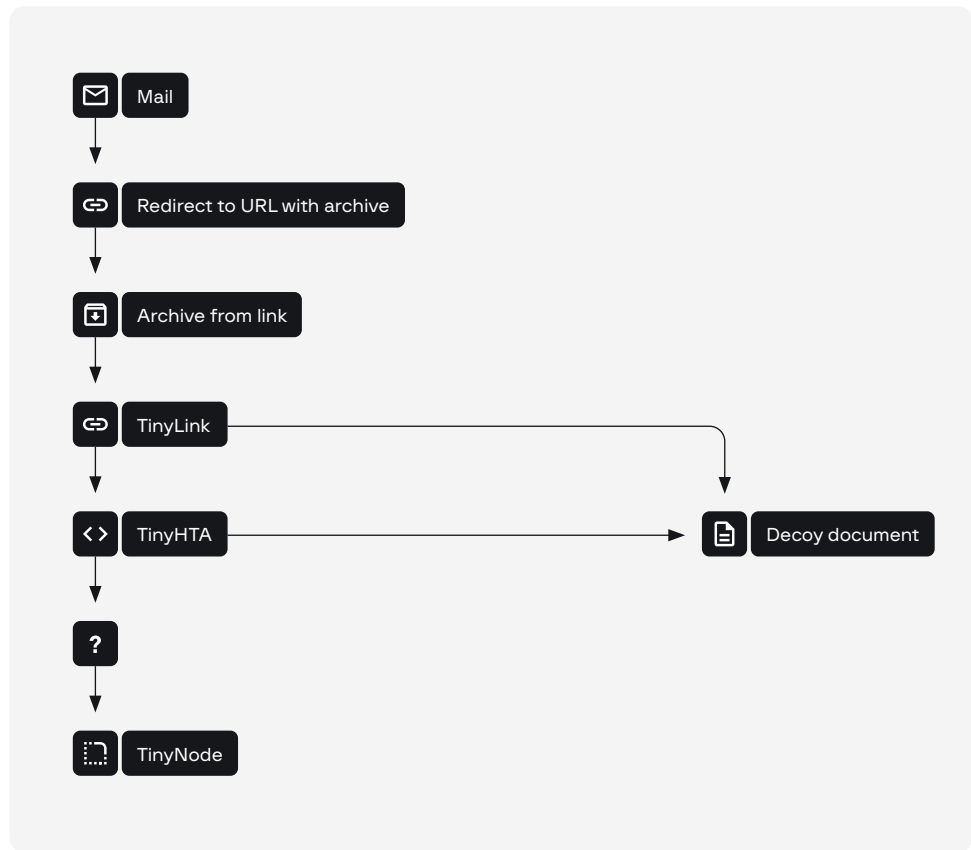 Mail
Redirect to URL with archive
Archive from link
TinyLink
TinyHTA
Decoy document
?
TinyNode